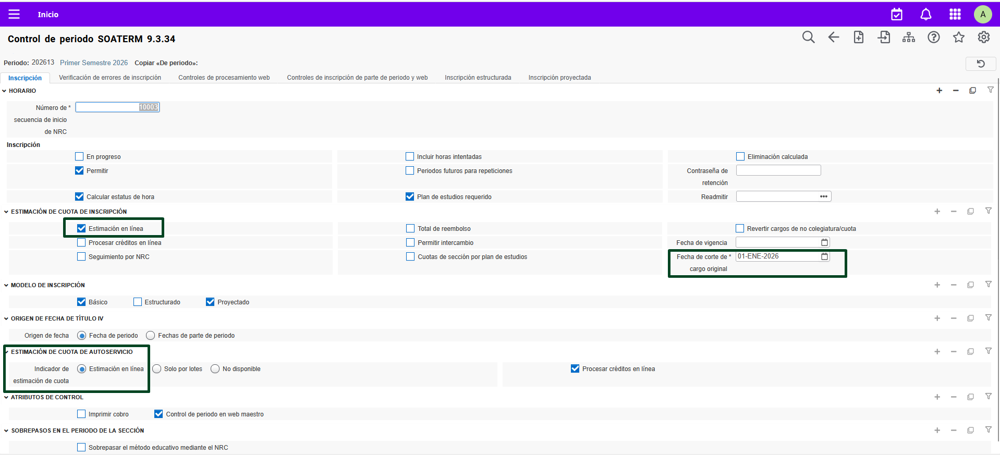 Inicio
A
Control de periodo SOATERM 9.3.34
Periodo: 202613 Primer Semestre 2026 Copiar «De periodo»:
Inscripción Verificación de errores de inscripción Controles de procesamiento web Controles de inscripción de parte de periodo y web Inscripción estructurada Inscripción proyectada
HORARIO
Número de * 10003
secuencia de inicio
de NRC
Inscripción
En progreso Incluir horas intentadas Eliminación calculada
Permitir Periodos futuros para repeticiones Contraseña de
retención
Calcular estatus de hora Plan de estudios requerido Readmitir
ESTIMACIÓN DE CUOTA DE INSCRIPCIÓN
Estimación en línea Total de reembolso Revertir cargos de no colegiatura/cuota
Procesar créditos en línea Permitir intercambio Fecha de vigencia
Seguimiento por NRC Cuotas de sección por plan de estudios Fecha de corte de * 01-ENE-2026
cargo original
MODELO DE INSCRIPCIÓN
Básico Estructurado Proyectado
ORIGEN DE FECHA DE TÍTULO IV
Origen de fecha Fecha de periodo Fechas de parte de periodo
ESTIMACIÓN DE CUOTA DE AUTOSERVICIO
Indicador de Estimación en línea Solo por lotes No disponible Procesar créditos en línea
estimación de cuota
ATRIBUTOS DE CONTROL
Imprimir cobro Control de periodo en web maestro
SOBREPASOS EN EL PERIODO DE LA SECCIÓN
Sobrepasar el método educativo mediante el NRC